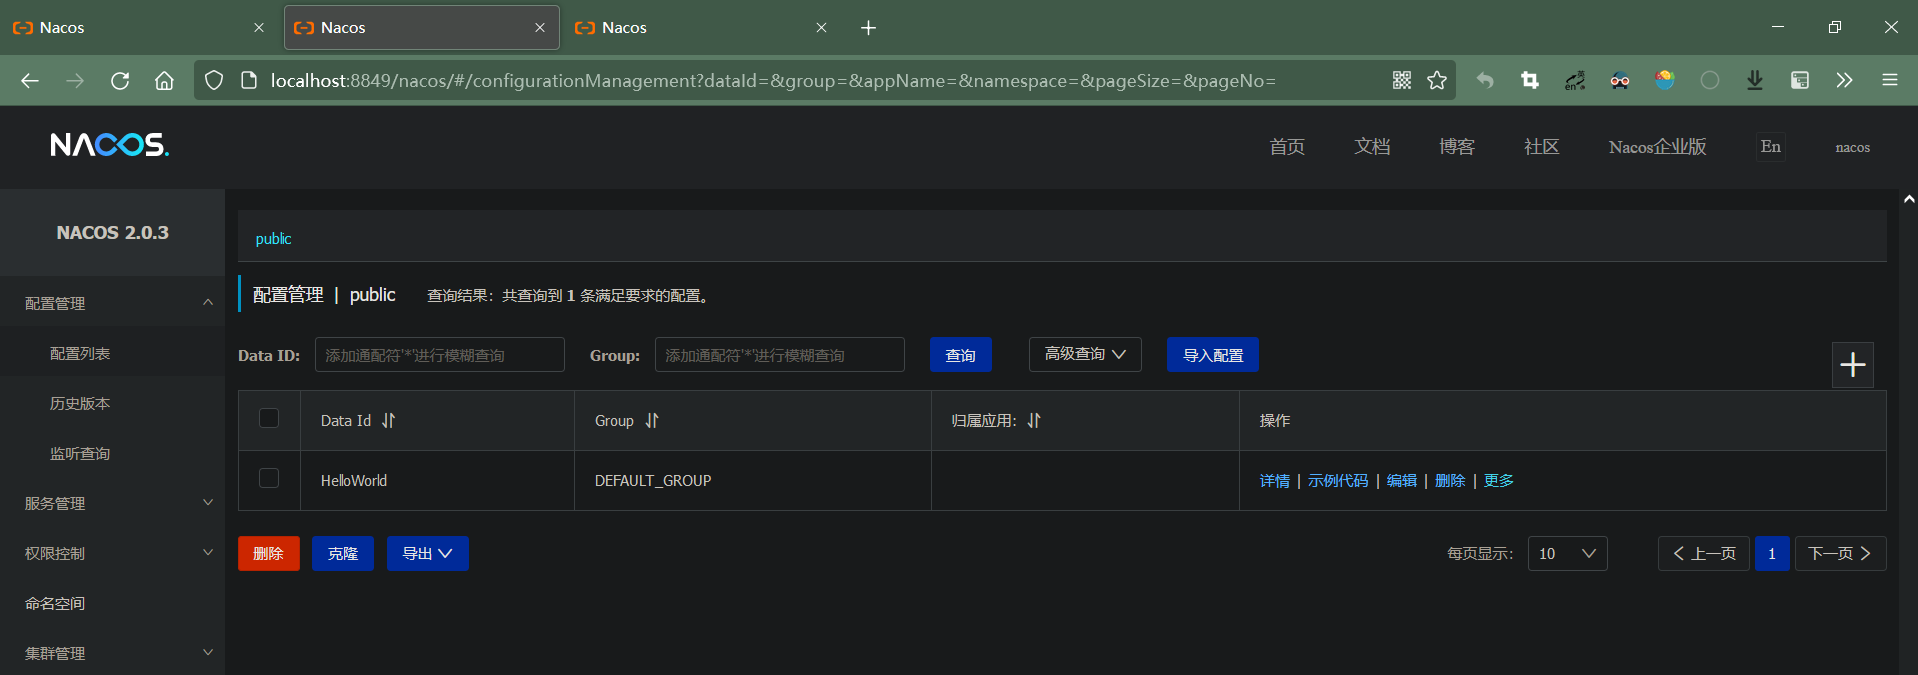 Nacos
Nacos
Nacos
localhost:8849/nacos/#/configurationManagement?dataId=&group=&appName=&namespace=&pageSize=&pageNo=
英
en
NACOS.
首页
文档
博客
社区
Nacos企业版
En
nacos
NACOS 2.0.3
配置管理
配置列表
历史版本
监听查询
服务管理
权限控制
命名空间
集群管理
public
配置管理 | public 查询结果：共查询到 1 条满足要求的配置。
Data ID: 添加通配符'*'进行模糊查询 Group: 添加通配符'*'进行模糊查询 查询 高级查询 导入配置
Data Id Group 归属应用: 操作
HelloWorld DEFAULT_GROUP 详情 | 示例代码 | 编辑 | 删除 | 更多
删除 克隆 导出 每页显示: 10 上一页 1 下一页